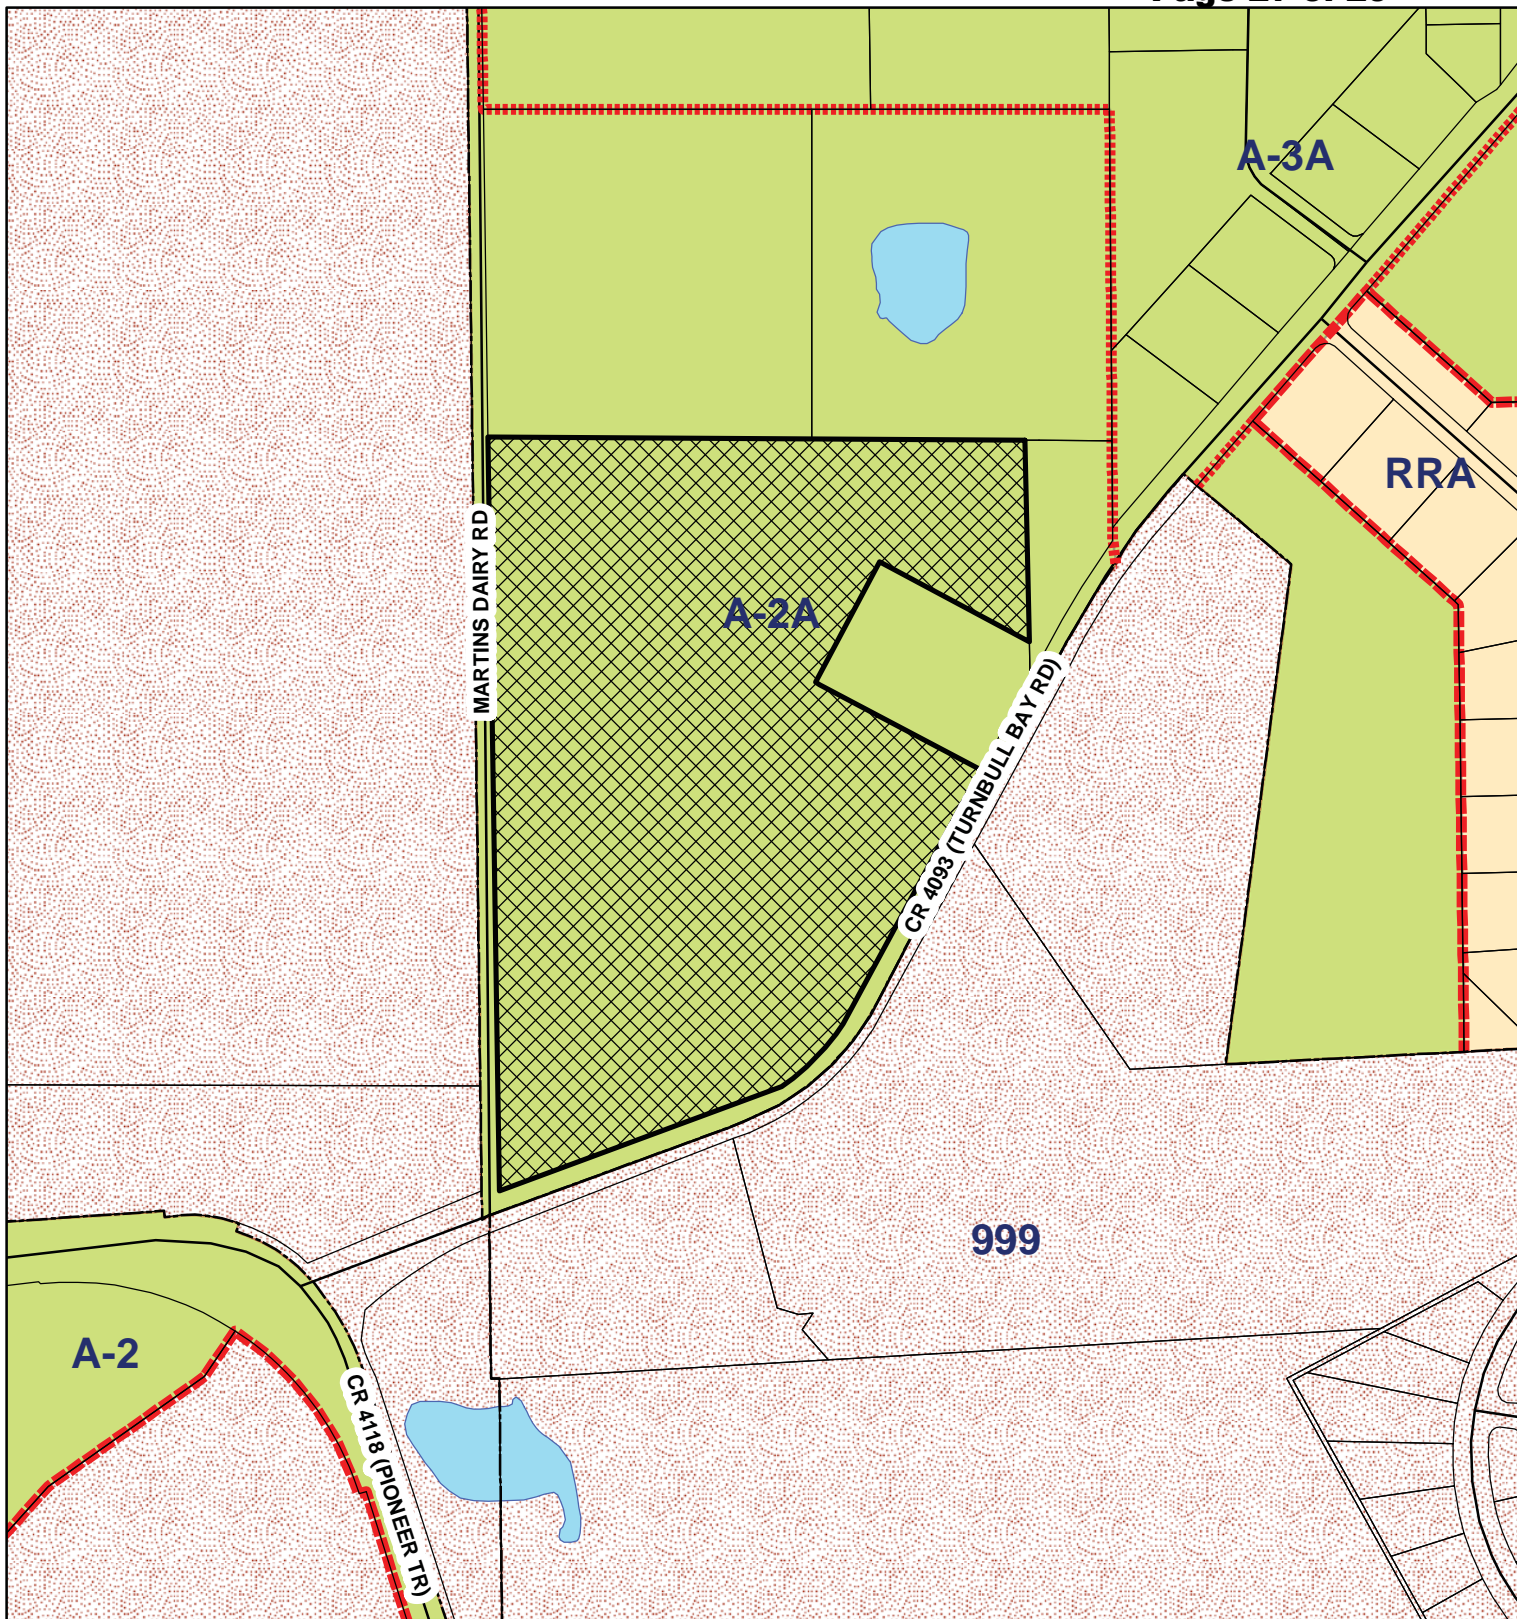 A-3A
RRA
MARTINS DAIRY RD
A-2A
CR 4093 (TURNBULL BAY RD)
999
A-2
CR 4118 (PIONEER TR)